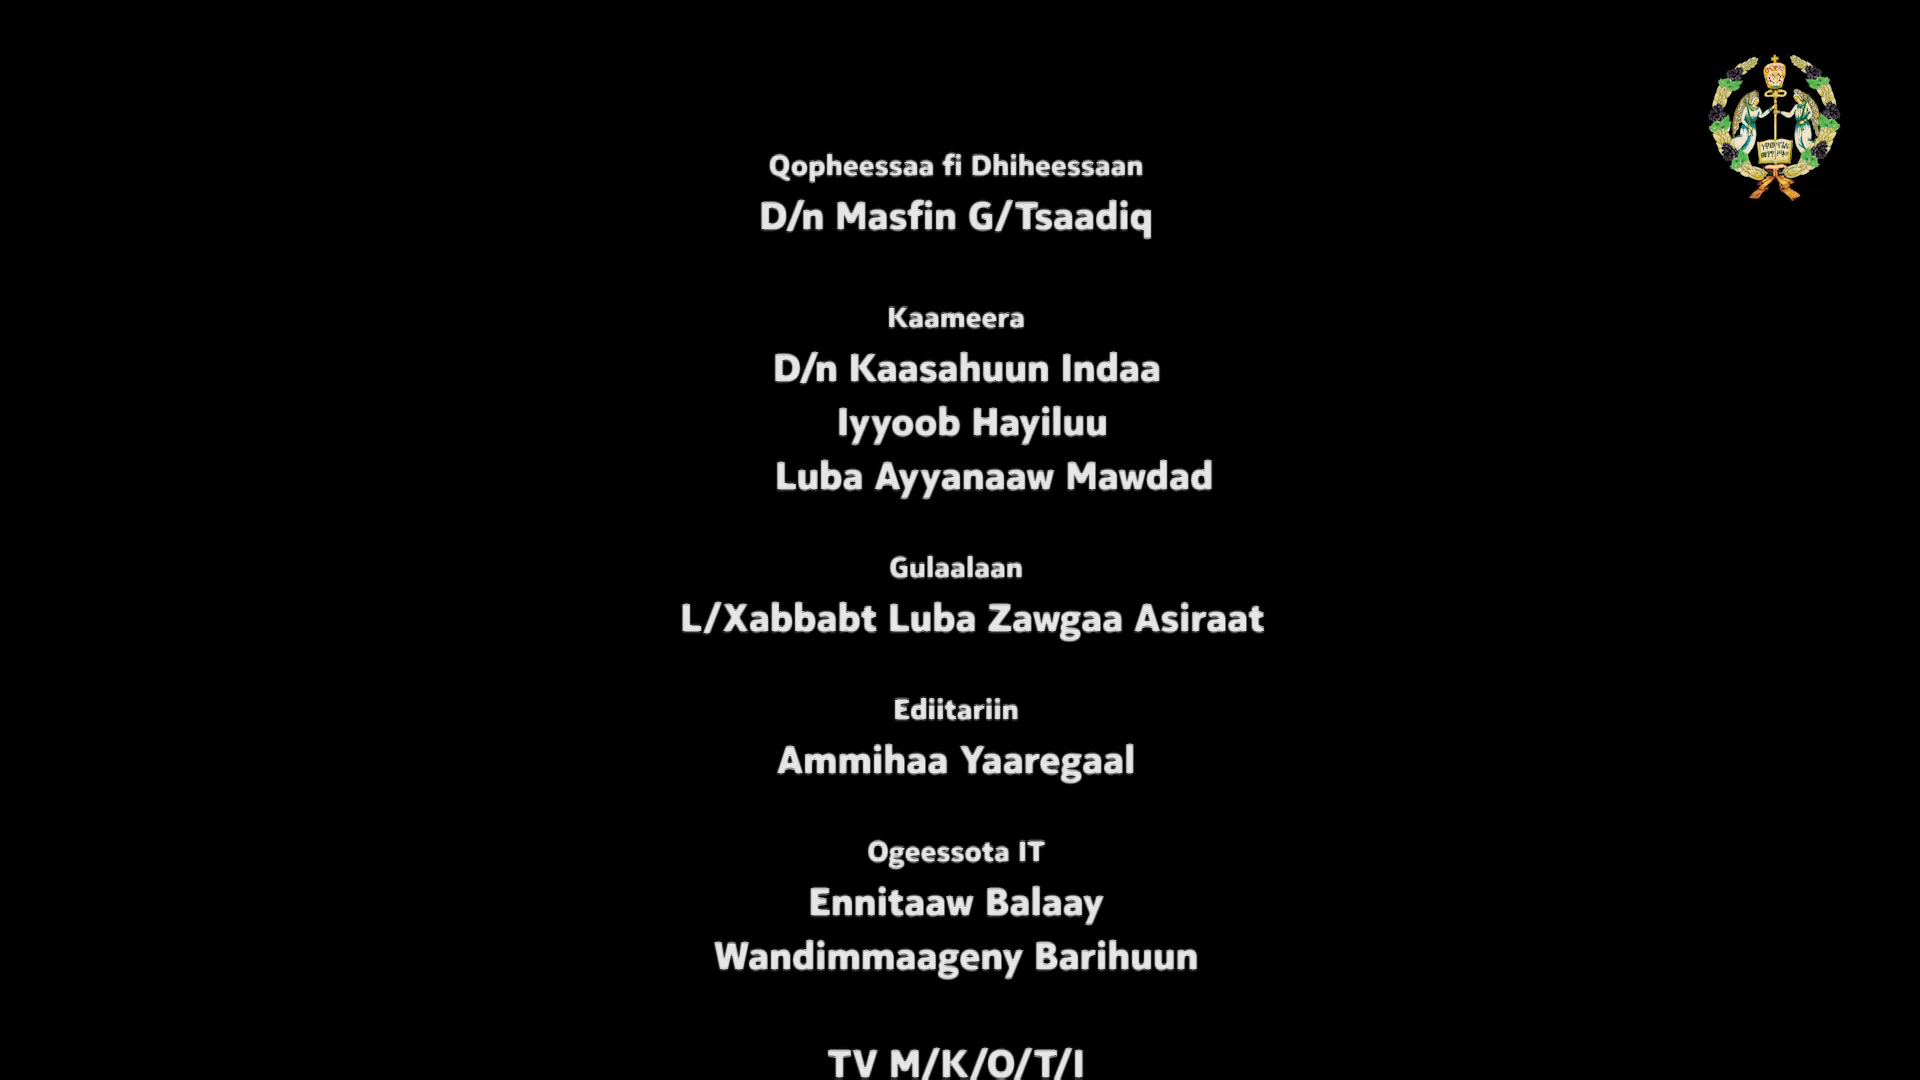 Qopheessaa fi Dhiheessaan
D/n Masfin G/Tsaadiq
Kaameera
D/n Kaasahuun Indaa
Iyyoob Hayiluu
Luba Ayyanaaw Mawdad
Gulaalaan
L/Xabbabt Luba Zawgaa Asiraat
Ediitariin
Ammihaa Yaaregaal
Ogeessota IT
Ennitaaw Balaay
Wandimmaageny Barihuun
TV M/K/O/T/I